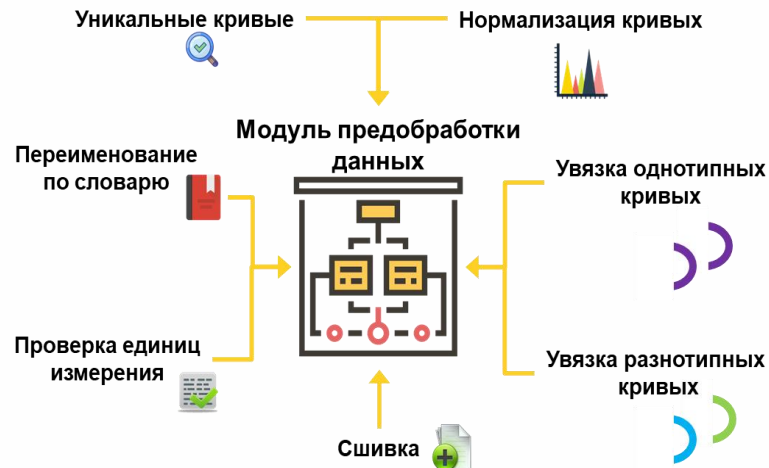 Уникальные кривые
Нормализация кривых
Модуль предобработки
данных
Переименование
по словарю
Увязка однотипных
кривых
Проверка единиц
измерения
Увязка разнотипных
кривых
Сшивка